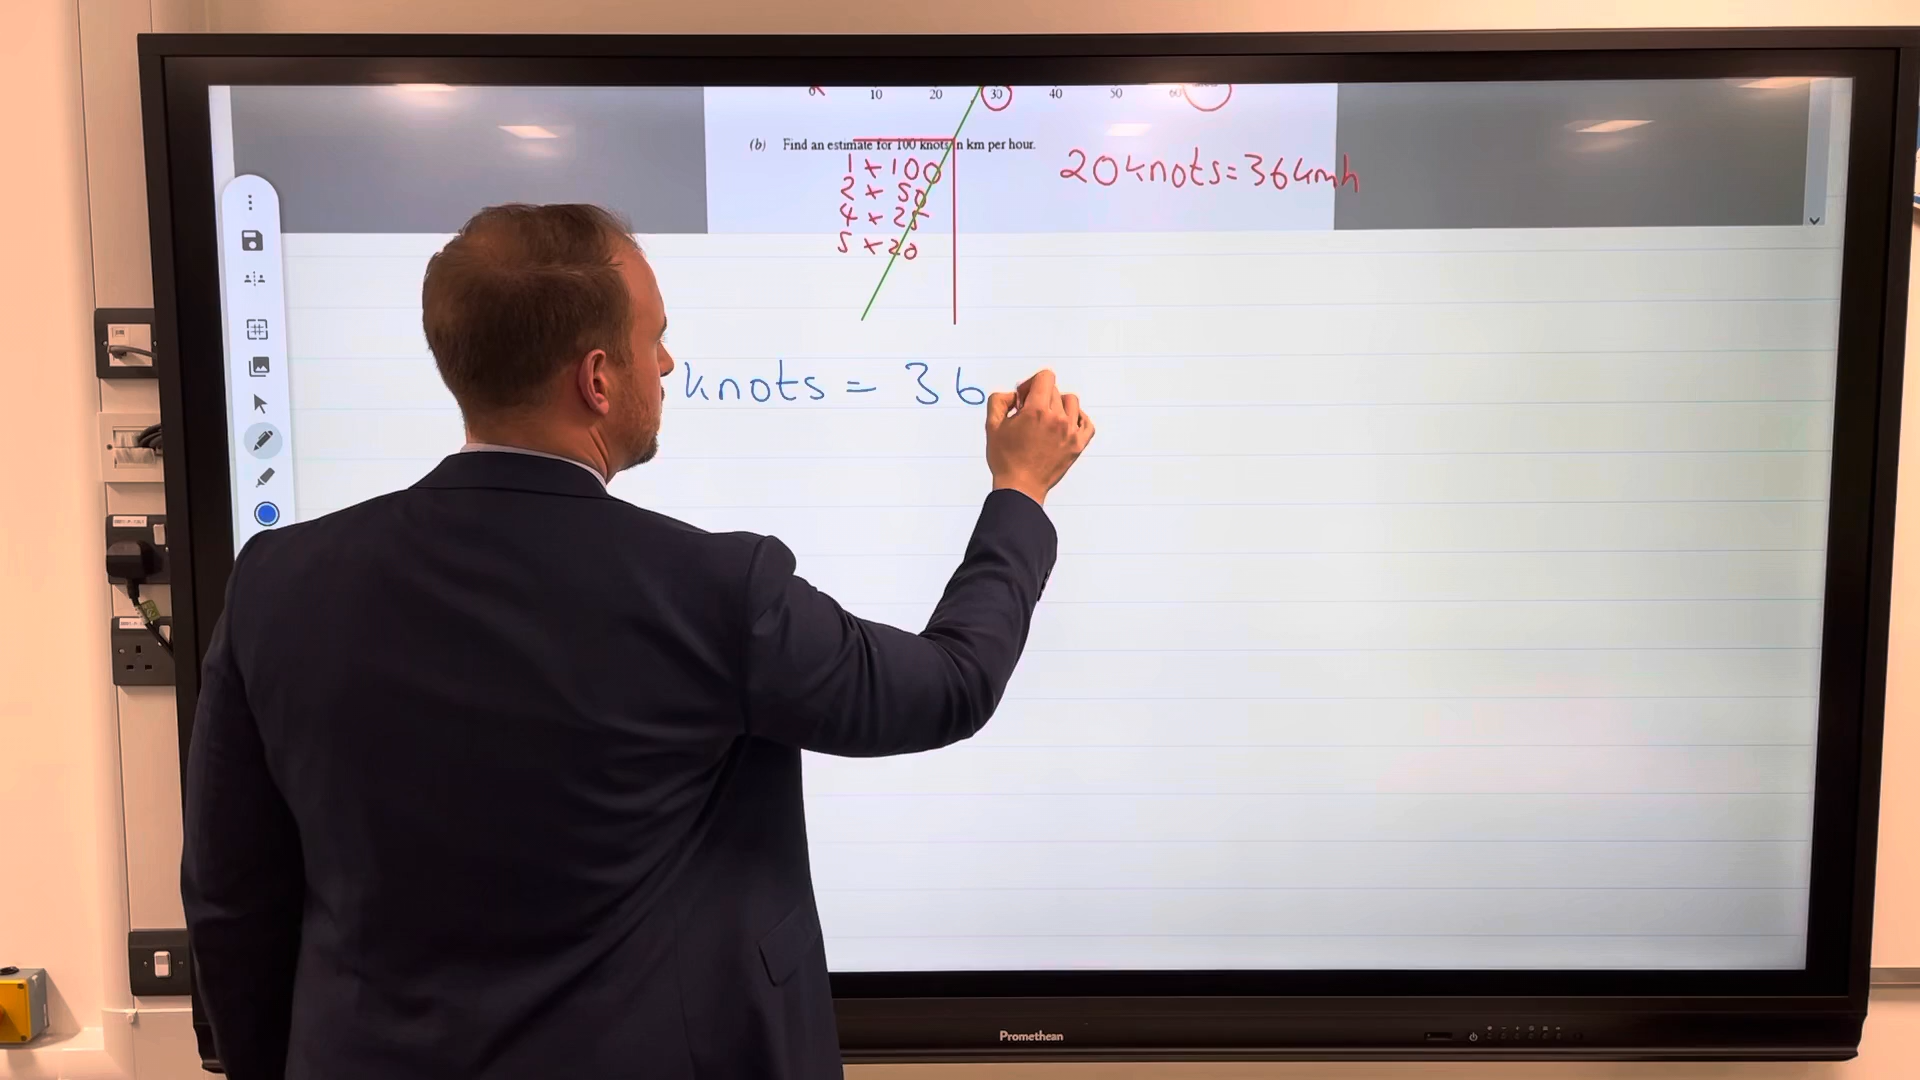 10 20 30 40 50 60
(b) Find an estimate for 100 knots in km per hour.
1 x 100
2 x 50
4 x 25
5 x 20
20knots=36kmh
knots = 36
Promethean